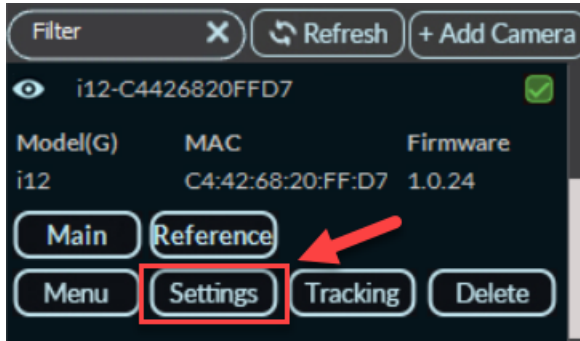 Filter X Refresh + Add Camera
i12-C4426820FFD7
Model(G) MAC Firmware
i12 C4:42:68:20:FF:D7 1.0.24
Main Reference
Menu Settings Tracking Delete